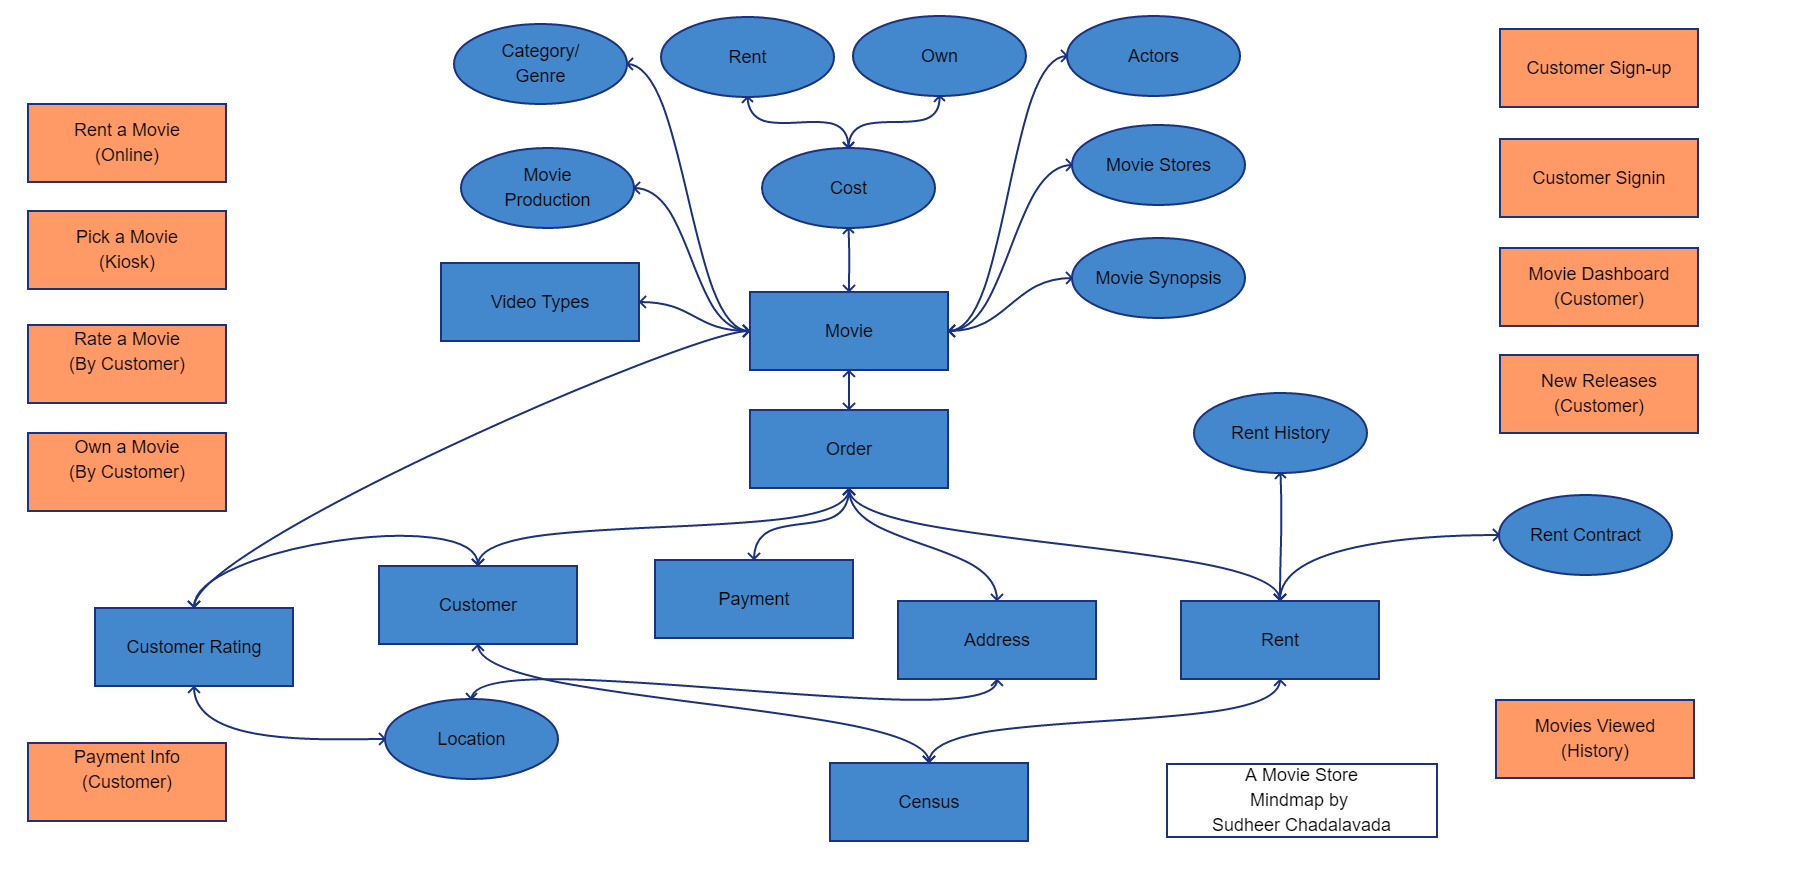 Category/
Genre
Rent
Own
Actors
Customer Sign-up
Rent a Movie
(Online)
Movie
Production
Cost
Movie Stores
Customer Signin
Pick a Movie
(Kiosk)
Video Types
Movie
Movie Synopsis
Movie Dashboard
(Customer)
Rate a Movie
(By Customer)
New Releases
(Customer)
Own a Movie
(By Customer)
Order
Rent History
Rent Contract
Customer Rating
Customer
Payment
Address
Rent
Location
Payment Info
(Customer)
Census
A Movie Store
Mindmap by
Sudheer Chadalavada
Movies Viewed
(History)